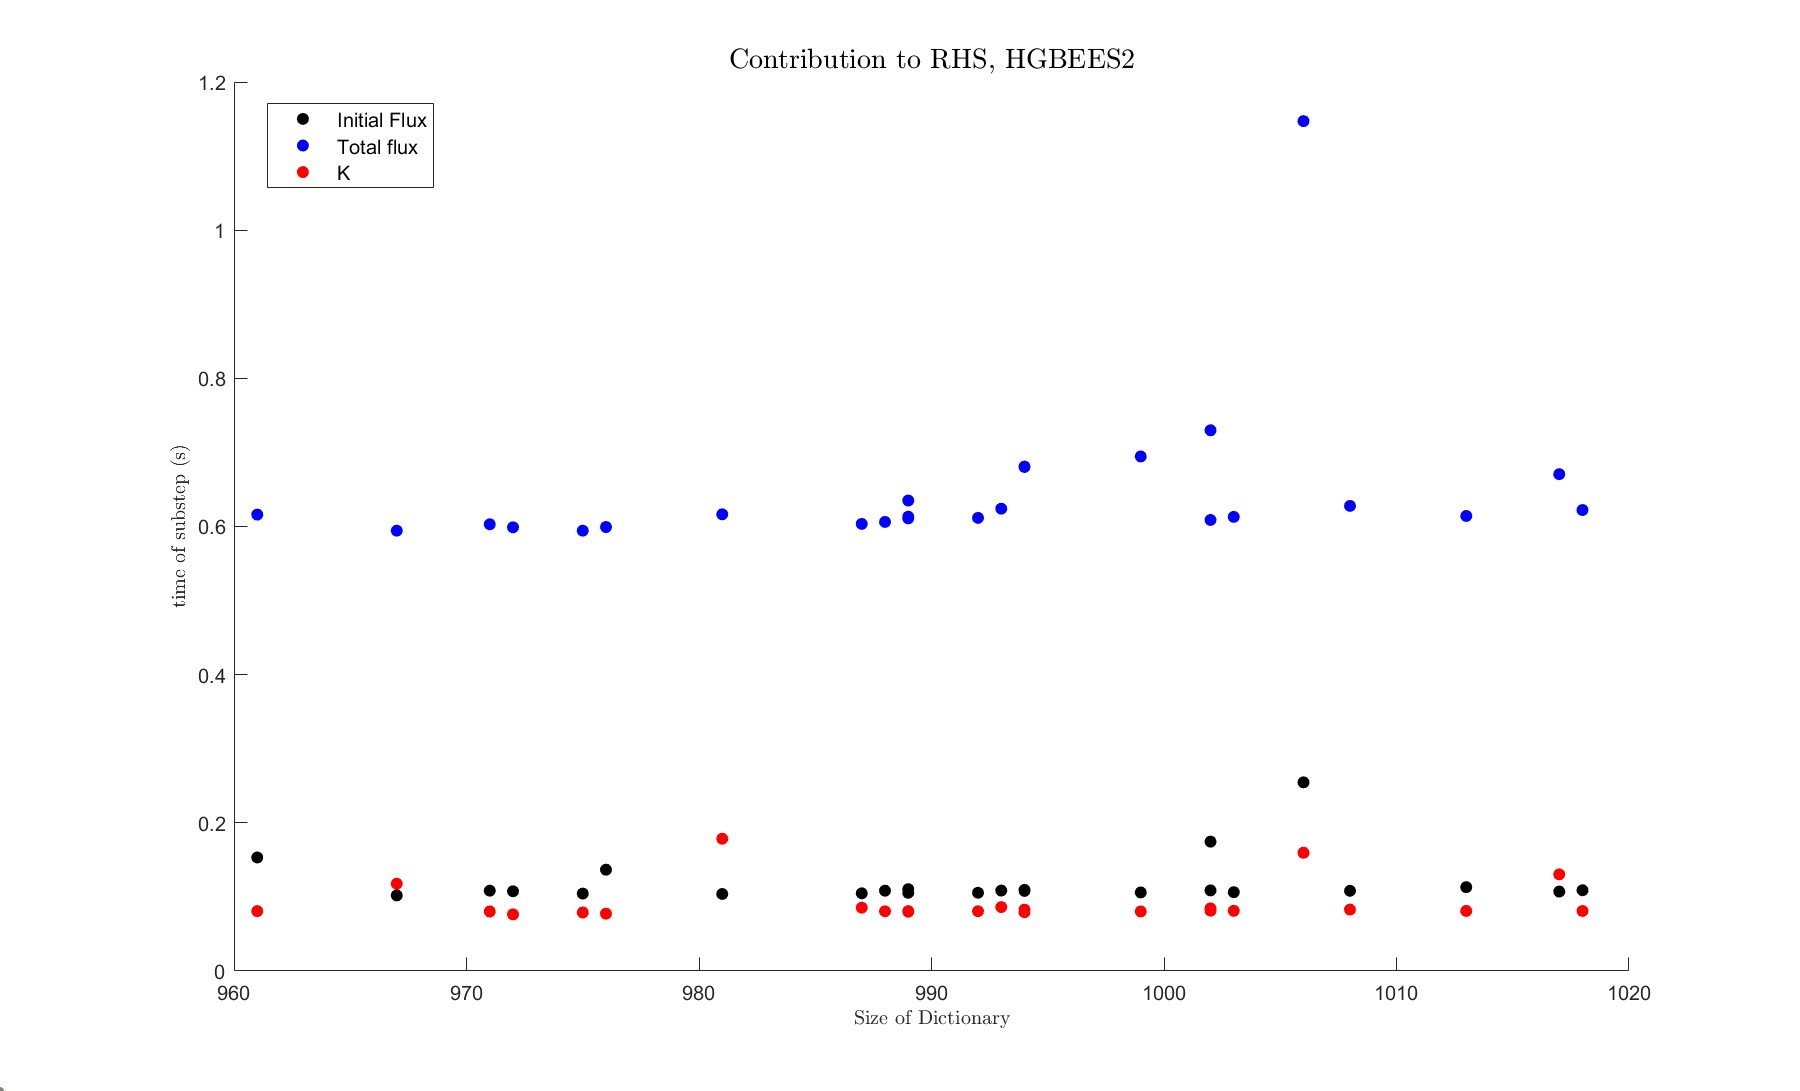 Contribution to RHS, HGBEES2
1.2
1
0.8
0.6
0.4
0.2
0
Initial Flux
Total flux
K
time of substep (s)
960 970 980 990 1000 1010 1020
Size of Dictionary